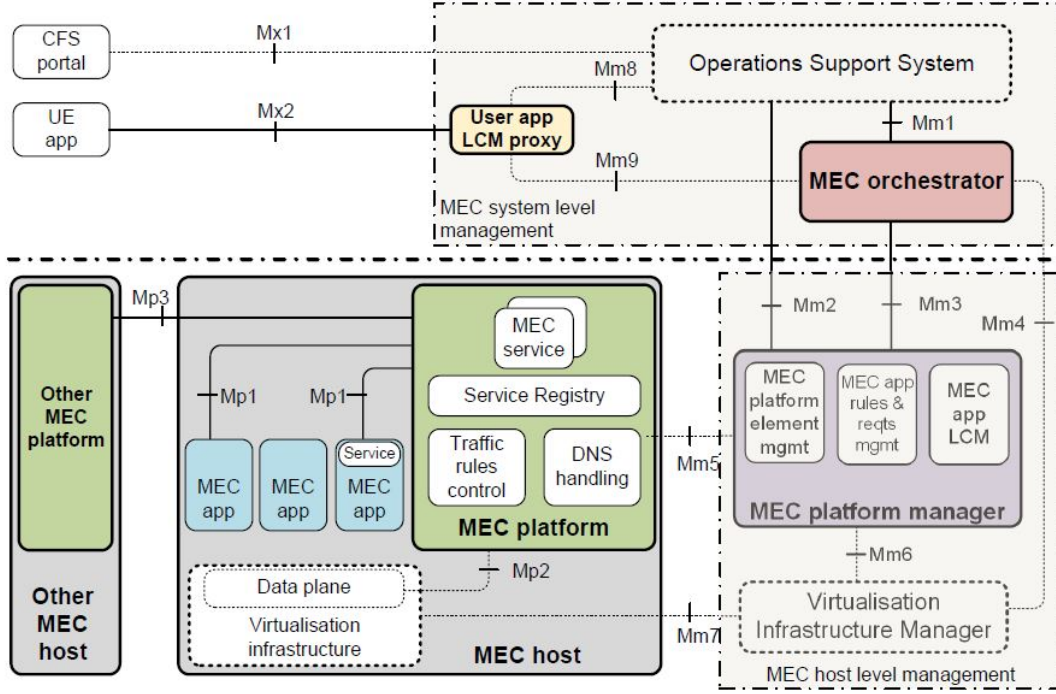 CFS
portal
Mx1
Operations Support System
Mm8
UE
app
Mx2
User app
LCM proxy
Mm1
Mm9
MEC orchestrator
MEC system level
management
Mp3
Mm2
Mm3
Mm4
Other
MEC
platform
Other
MEC
host
MEC
service
Service Registry
Traffic
rules
control
DNS
handling
MEC platform
Mp1
Mp1
MEC
app
MEC
app
Service
MEC
app
Mp2
Data plane
Virtualisation
infrastructure
MEC host
Mm5
MEC
platform
element
mgmt
MEC app
rules &
reqts
mgmt
MEC
app
LCM
MEC platform manager
Mm6
Mm7
Virtualisation
Infrastructure Manager
MEC host level management